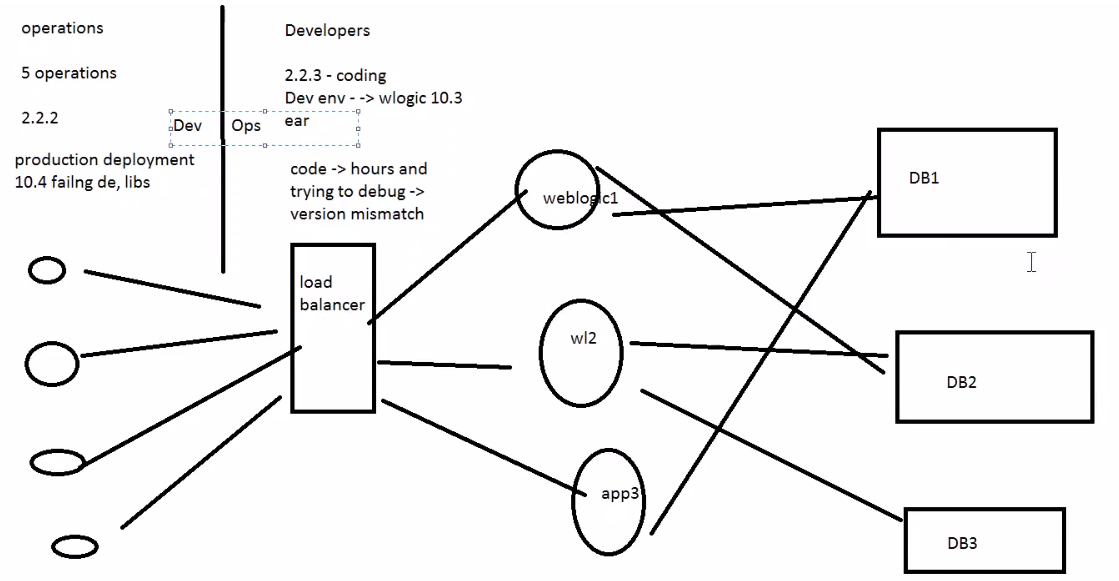 operations
5 operations
2.2.2
production deployment
10.4 failng de, libs
Dev
Ops
Developers
2.2.3 - coding
Dev env - -> wlogic 10.3
ear
code -> hours and
trying to debug ->
version mismatch
load
balancer
weblogic1
wl2
app3
DB1
DB2
DB3